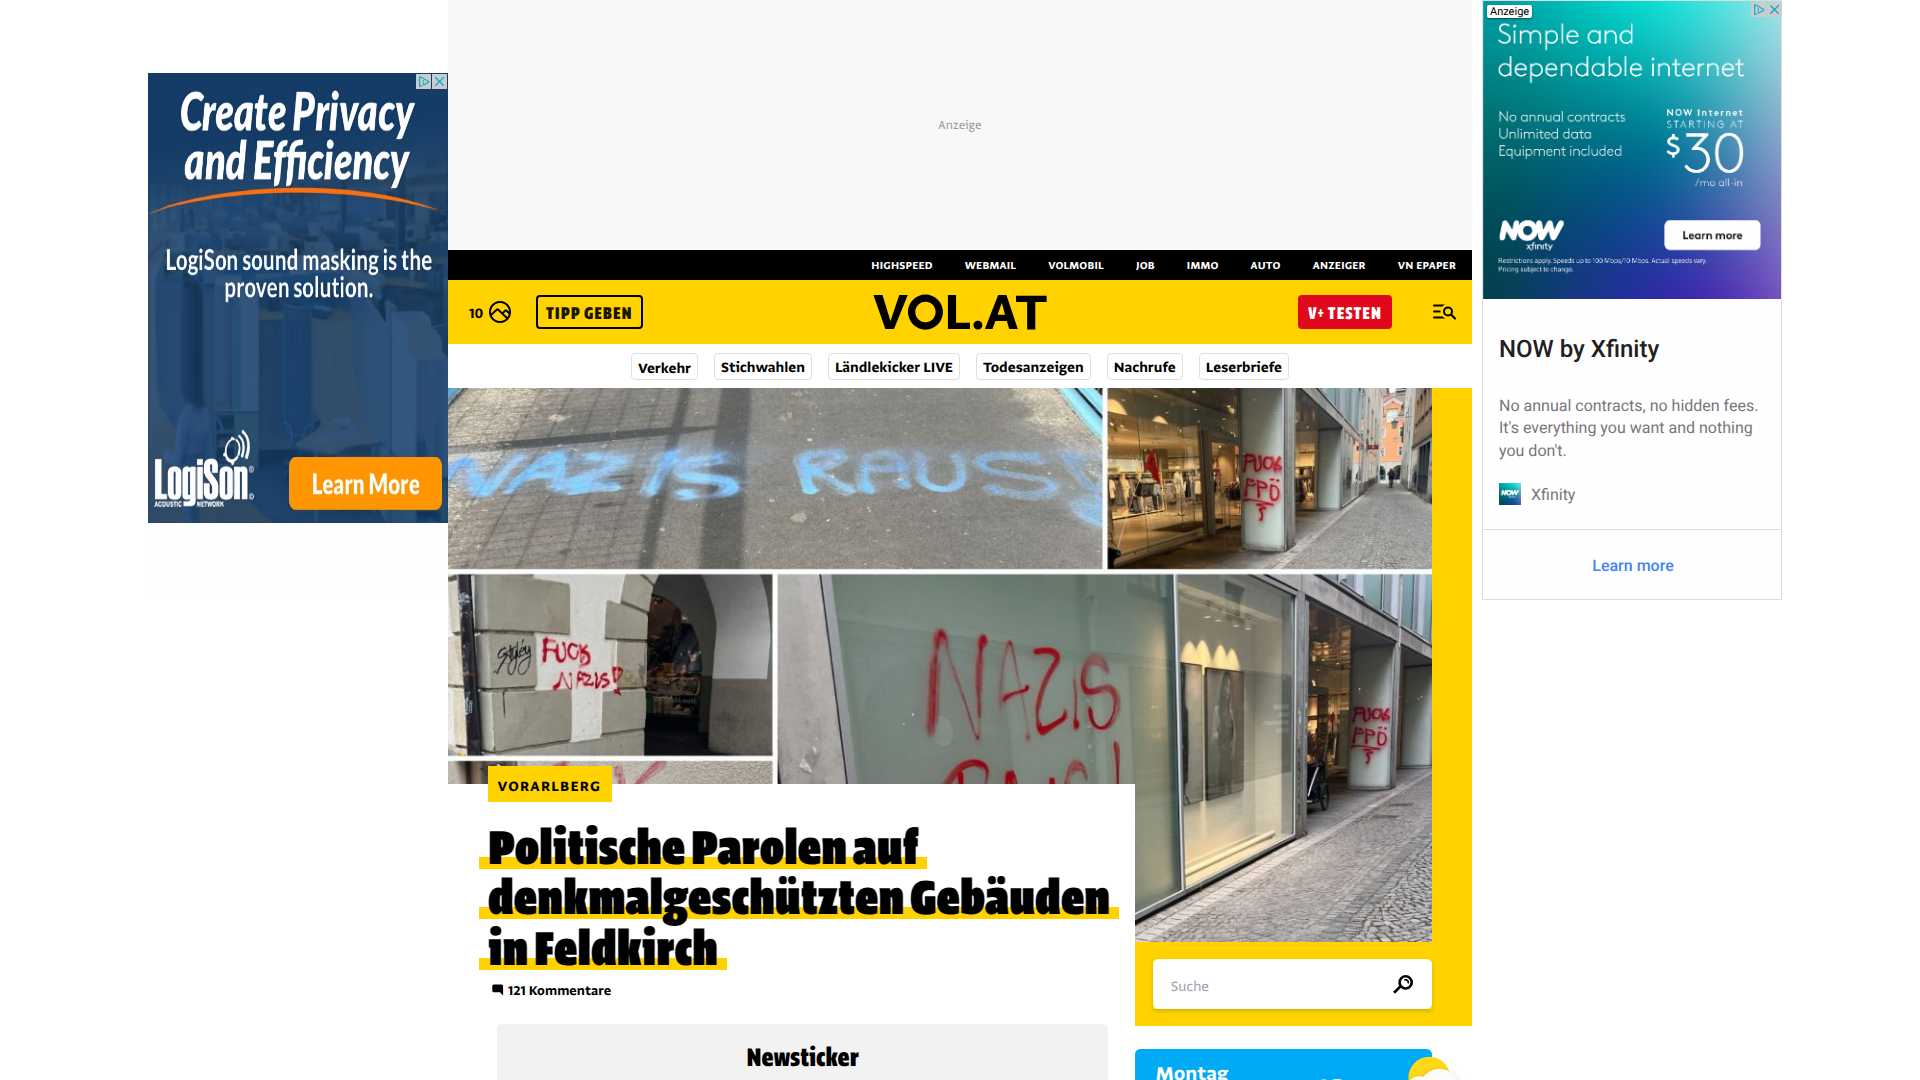 Create Privacy
and Efficiency
LogiSon sound masking is the
proven solution.
LogiSon
ACOUSTIC NETWORK
Learn More
Anzeige
HIGHSPEED WEBMAIL VOLMOBIL JOB IMMO AUTO ANZEIGER VN EPAPER
10
TIPP GEBEN
VOL.AT
V+ TESTEN
Verkehr Stichwahlen Ländlekicker LIVE Todesanzeigen Nachrufe Leserbriefe
NAZIS RAUS!
FUCK
FPÖ
FUCK
NAZIS!
NAZIS
RAUS!
FUCK
FPÖ
VORARLBERG
Politische Parolen auf
denkmalgeschützten Gebäuden
in Feldkirch
121 Kommentare
Newsticker
Suche
Montag
Anzeige
Simple and
dependable internet
No annual contracts
Unlimited data
Equipment included
NOW Internet
STARTING AT
$30
/mo all-in
NOW
xfinity
Learn more
Restrictions apply. Speeds up to 100 Mbps/10 Mbps. Actual speeds vary.
Pricing subject to change.
NOW by Xfinity
No annual contracts, no hidden fees.
It's everything you want and nothing
you don't.
NOW
Xfinity
Learn more